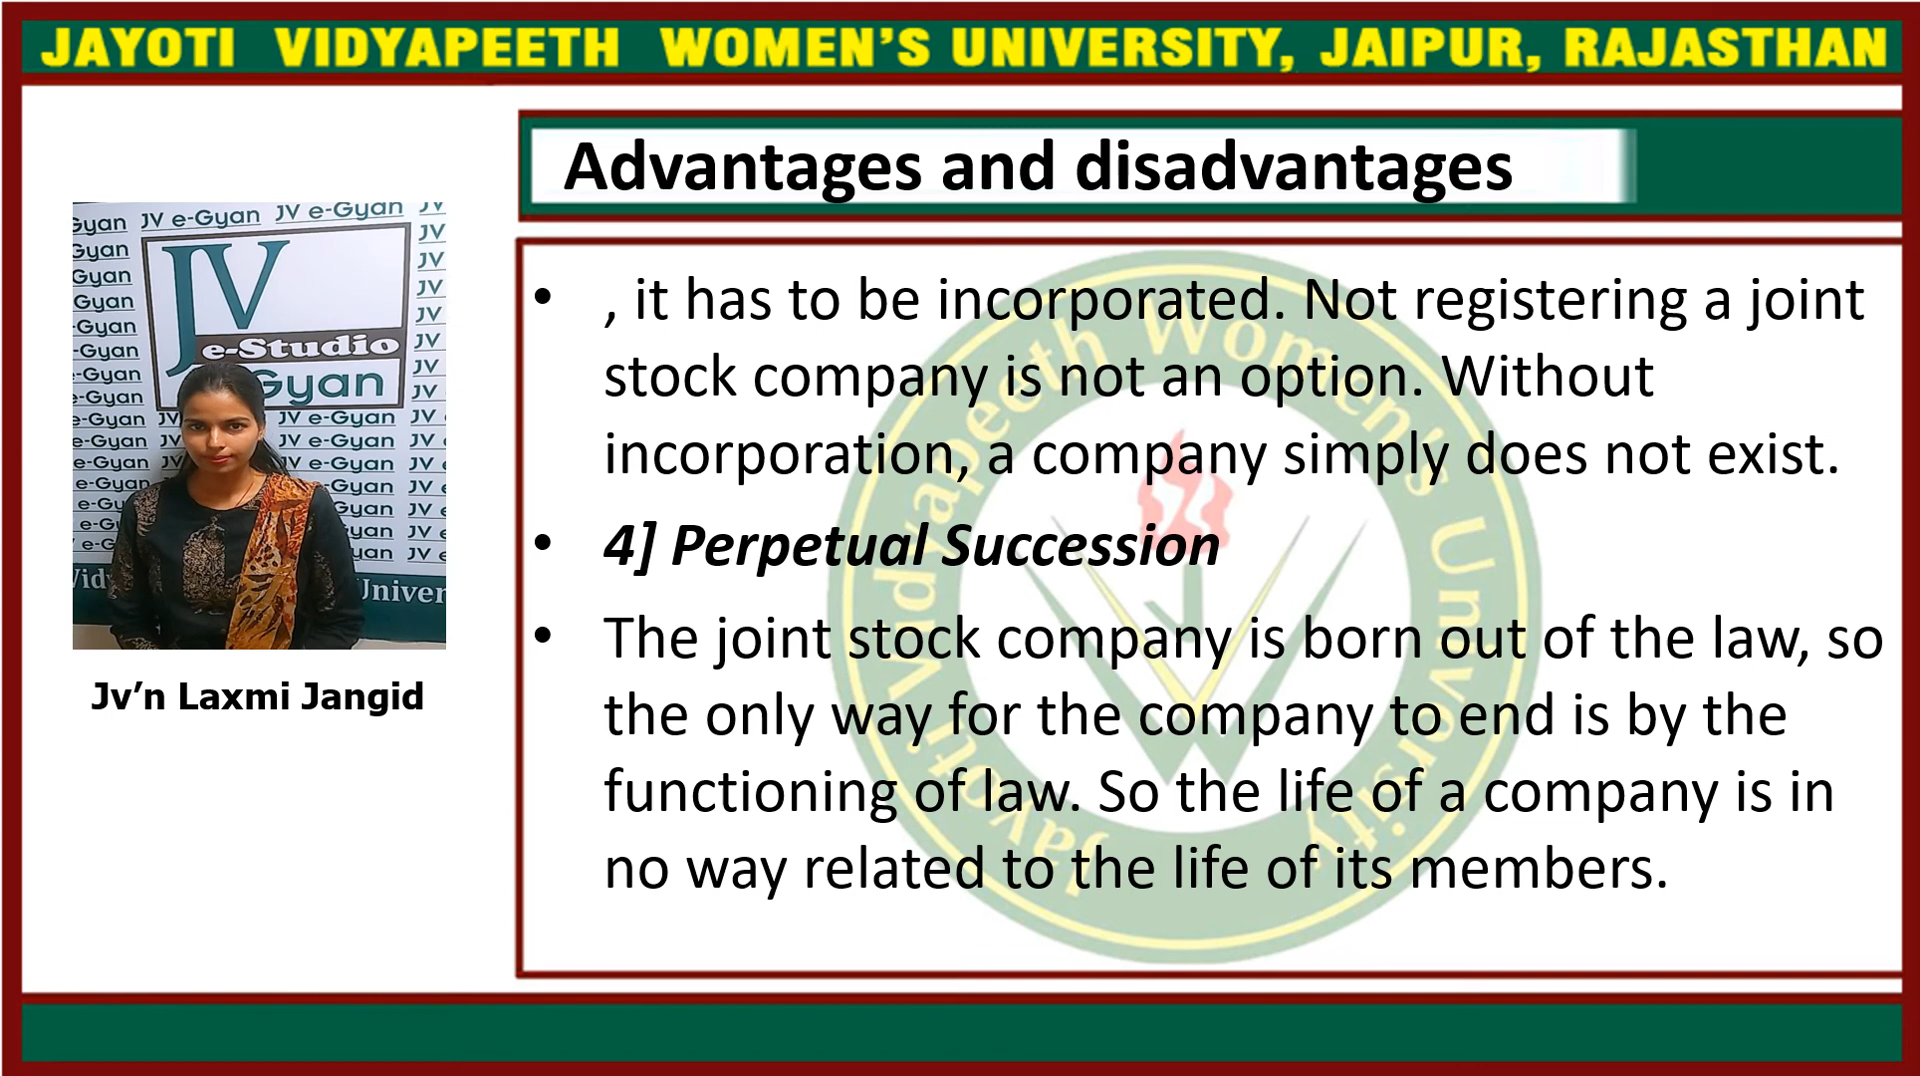 JAYOTI VIDYAPEETH WOMEN’S UNIVERSITY, JAIPUR, RAJASTHAN
Advantages and disadvantages
• , it has to be incorporated. Not registering a joint
stock company is not an option. Without
incorporation, a company simply does not exist.
• 4] Perpetual Succession
• The joint stock company is born out of the law, so
the only way for the company to end is by the
functioning of law. So the life of a company is in
no way related to the life of its members.
Jayoti Vidyapeeth Women's University
JV e-Gyan JV e-Gyan
JV
e-Studio
Gyan
Jv’n Laxmi Jangid